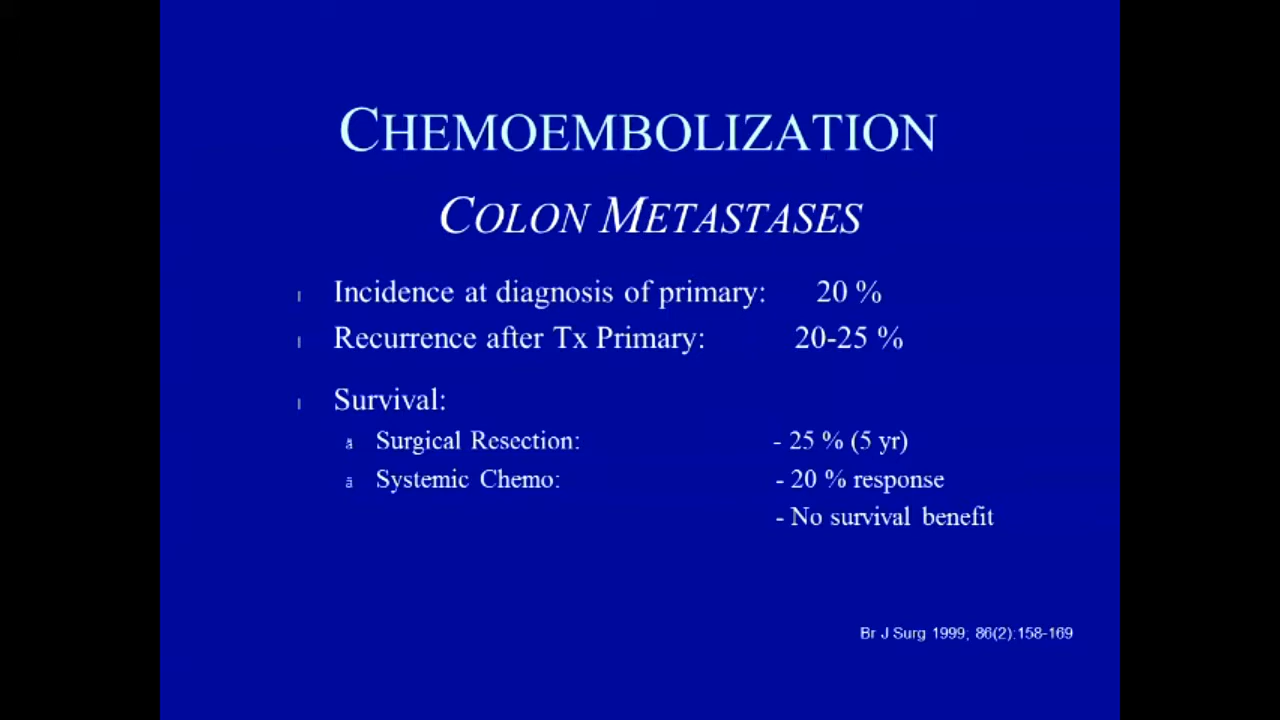 CHEMOEMBOLIZATION
COLON METASTASES
l Incidence at diagnosis of primary: 20 %
l Recurrence after Tx Primary: 20-25 %
l Survival:
ã Surgical Resection: - 25 % (5 yr)
ã Systemic Chemo: - 20 % response
- No survival benefit
Br J Surg 1999; 86(2):158-169